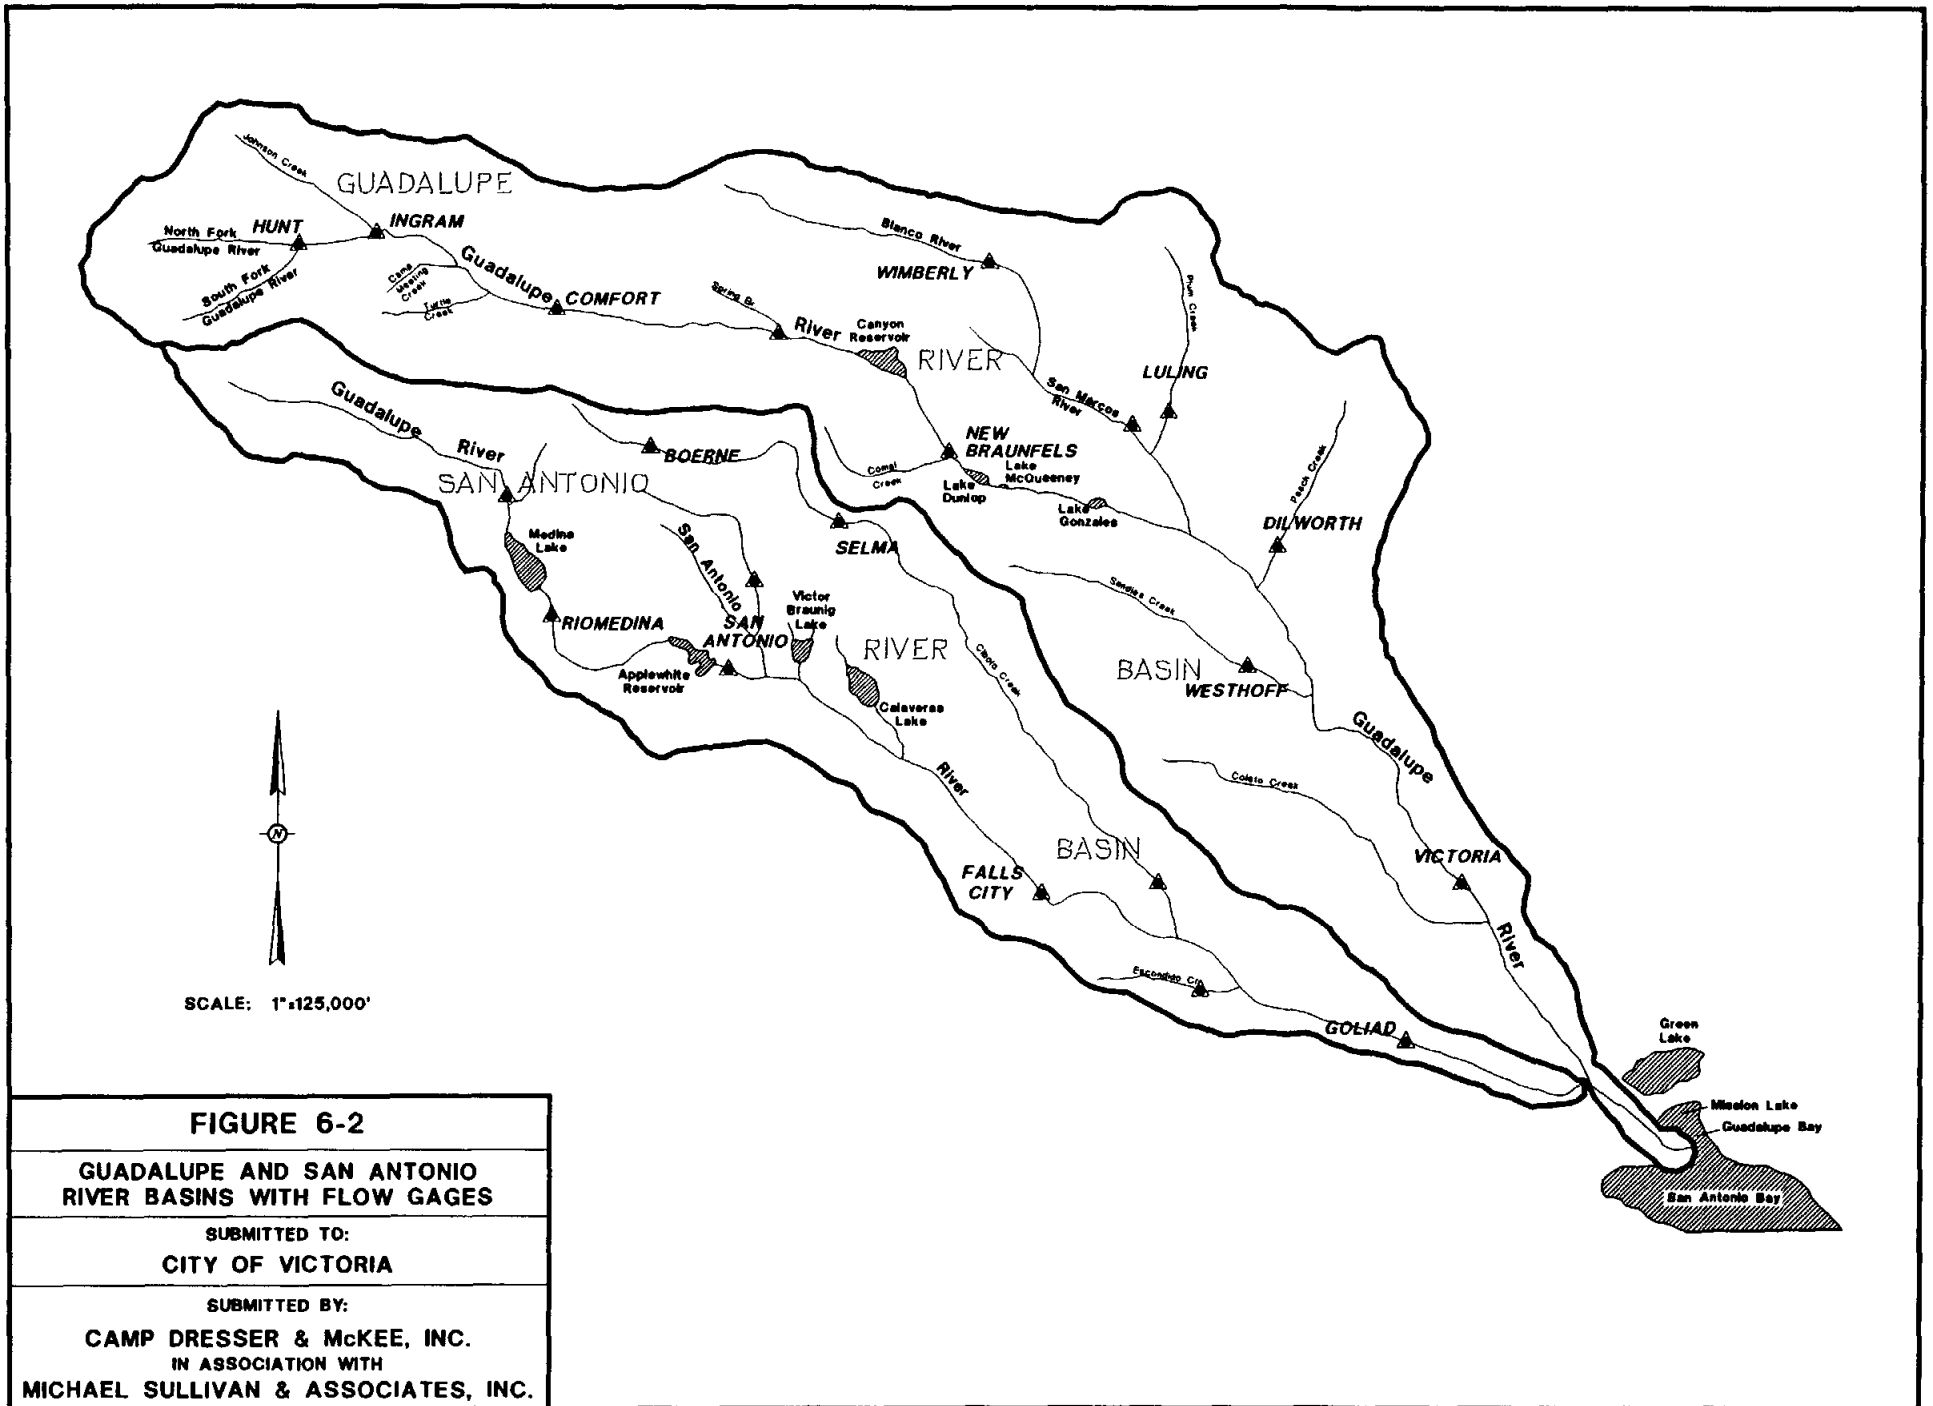 Johnson Creek
GUADALUPE
North Fork
Guadalupe River
HUNT
INGRAM
South Fork
Guadalupe River
Camp
Meeting
Creek
Turtle
Creek
Guadalupe
COMFORT
Spring Br.
River
Canyon
Reservoir
RIVER
Blanco River
WIMBERLY
Plum Creek
San Marcos
River
LULING
NEW
BRAUNFELS
Comal
Creek
Lake
Dunlop
Lake
McQueeney
Lake
Gonzales
Peach Creek
DILWORTH
Guadalupe
River
BOERNE
SAN ANTONIO
Medina
Lake
San Antonio
SELMA
Sandies Creek
RIOMEDINA
SAN
ANTONIO
Victor
Braunig
Lake
RIVER
Cibolo Creek
BASIN
WESTHOFF
Applewhite
Reservoir
Calaveras
Lake
Guadalupe
River
Coleto Creek
BASIN
VICTORIA
FALLS
CITY
River
Escondido Cr.
GOLIAD
Green
Lake
Mission Lake
Guadalupe Bay
San Antonio Bay
N
SCALE: 1"=125,000'
FIGURE 6-2
GUADALUPE AND SAN ANTONIO
RIVER BASINS WITH FLOW GAGES
SUBMITTED TO:
CITY OF VICTORIA
SUBMITTED BY:
CAMP DRESSER & McKEE, INC.
IN ASSOCIATION WITH
MICHAEL SULLIVAN & ASSOCIATES, INC.